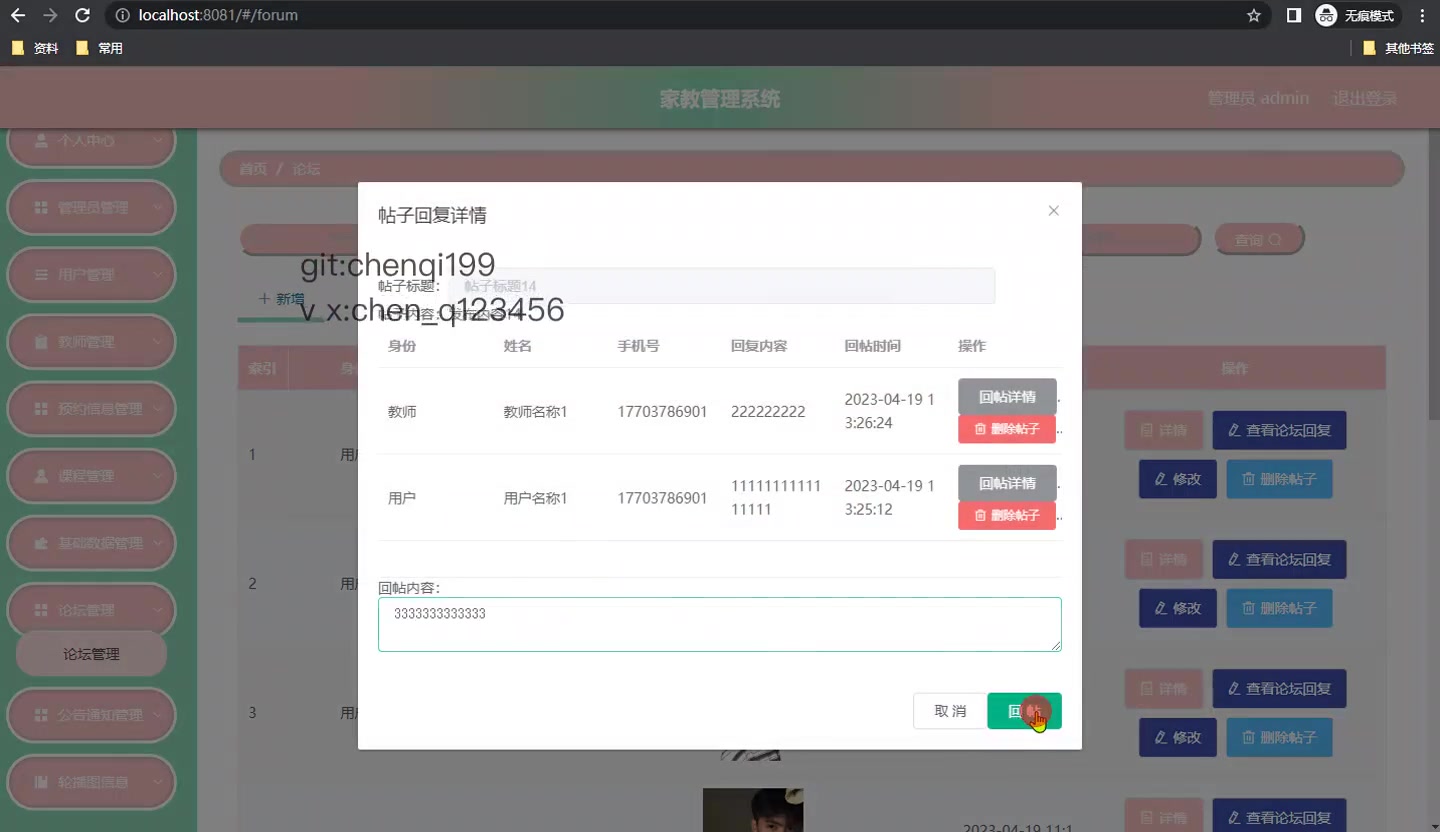 localhost:8081/#/forum
无痕模式
资料
常用
其他书签
家教管理系统
管理员 admin
退出登录
个人中心
管理员管理
用户管理
教师管理
预约信息管理
课程管理
基础数据管理
论坛管理
论坛管理
公告通知管理
轮播图信息
首页 / 论坛
查询
+ 新增
索引
操作
1
用户
详情
查看论坛回复
修改
删除帖子
2
用户
详情
查看论坛回复
修改
删除帖子
3
用户
详情
查看论坛回复
修改
删除帖子
2023-04-19 11:1
详情
查看论坛回复
帖子回复详情
git:chenqi199
帖子标题:
帖子标题14
v x:chen_q123456
帖子内容:
身份 姓名 手机号 回复内容 回帖时间 操作
教师 教师名称1 17703786901 222222222 2023-04-19 1
3:26:24
回帖详情
删除帖子
用户 用户名称1 17703786901 11111111111
11111
2023-04-19 1
3:25:12
回帖详情
删除帖子
回帖内容:
3333333333333
取 消
回帖